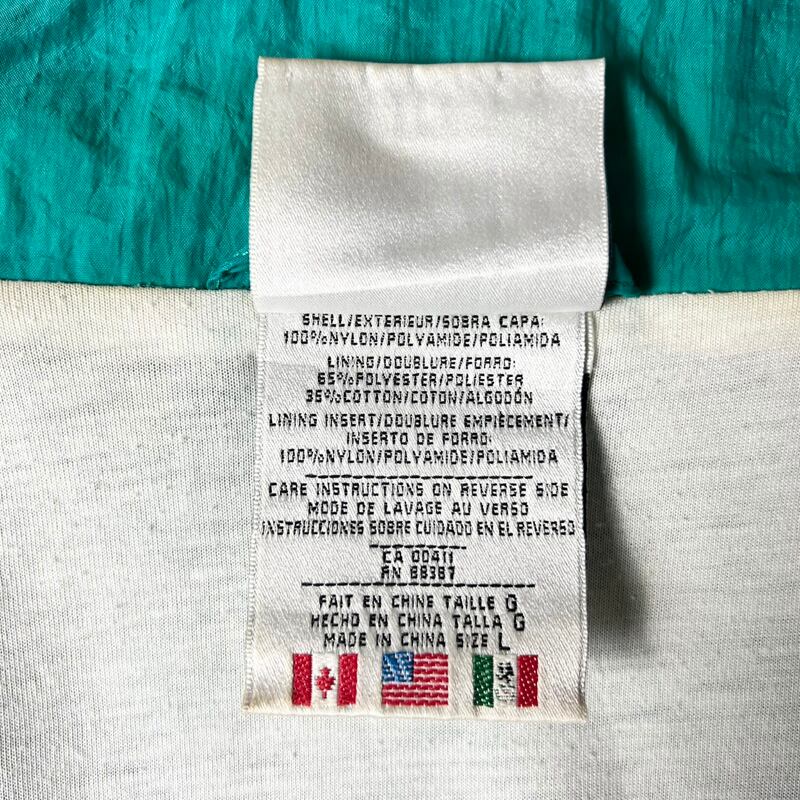 SHELL/EXTERIEUR/SOBRA CAPA:
100%NYLON/POLYAMIDE/POLIAMIDA
LINING/DOUBLURE/FORRO:
65%POLYESTER/POLIESTER
35%COTTON/COTON/ALGODÓN
LINING INSERT/DOUBLURE EMPIÈCEMENT/
INSERTO DE FORRO:
100%NYLON/POLYAMIDE/POLIAMIDA
CARE INSTRUCTIONS ON REVERSE SIDE
MODE DE LAVAGE AU VERSO
INSTRUCCIONES SOBRE CUIDADO EN EL REVERSO
CA 00411
RN 88387
FAIT EN CHINE TAILLE G
HECHO EN CHINA TALLA G
MADE IN CHINA SIZE L